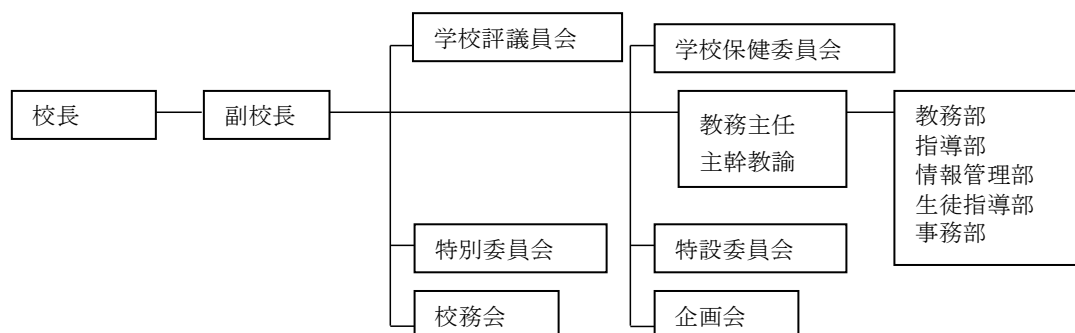 学校評議員会
学校保健委員会
校長
副校長
教務主任
主幹教諭
教務部
指導部
情報管理部
生徒指導部
事務部
特別委員会
特設委員会
校務会
企画会